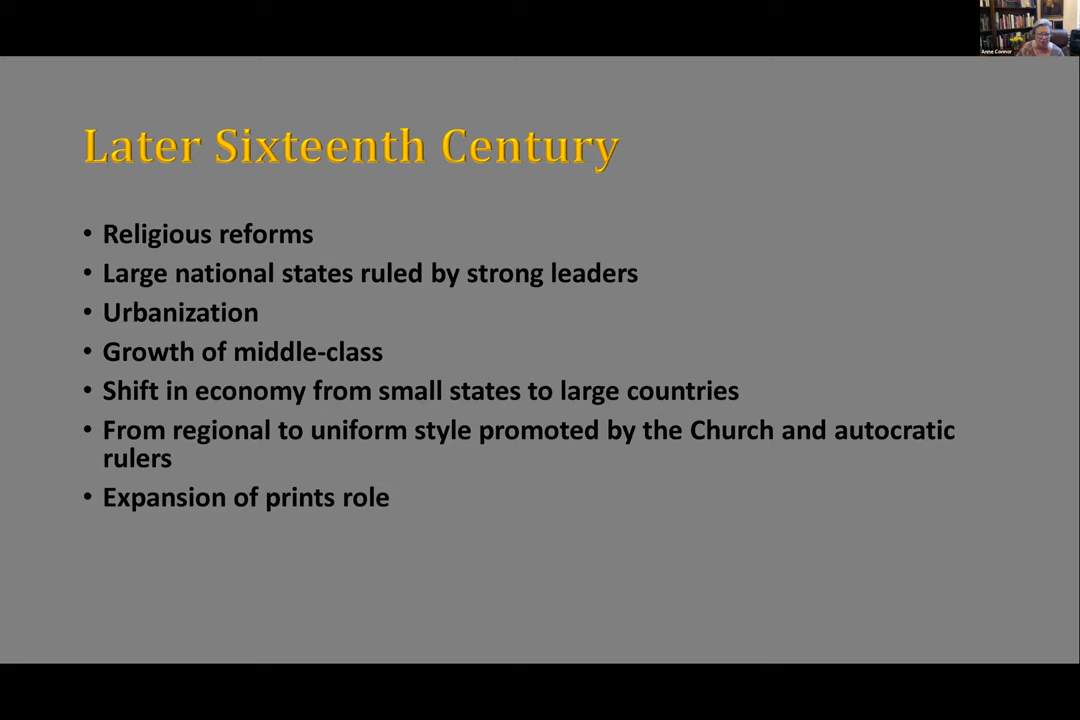 Anne Connor
Later Sixteenth Century
• Religious reforms
• Large national states ruled by strong leaders
• Urbanization
• Growth of middle-class
• Shift in economy from small states to large countries
• From regional to uniform style promoted by the Church and autocratic
rulers
• Expansion of prints role